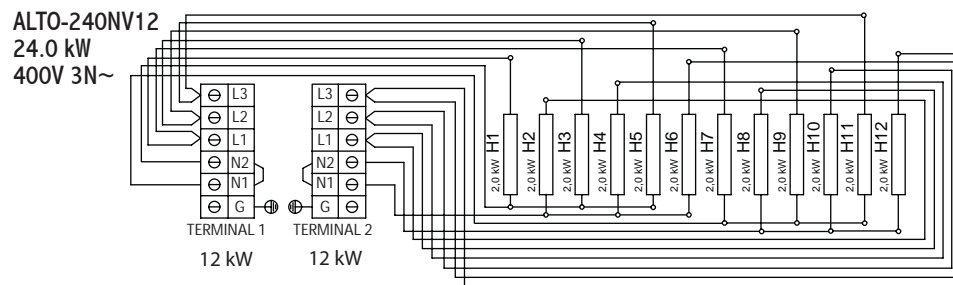 ALTO-240NV12
24.0 kW
400V 3N~
L3
L2
L1
N2
N1
G
TERMINAL 1
12 kW
L3
L2
L1
N2
N1
G
TERMINAL 2
12 kW
2,0 kW H1
2,0 kW H2
2,0 kW H3
2,0 kW H4
2,0 kW H5
2,0 kW H6
2,0 kW H7
2,0 kW H8
2,0 kW H9
2,0 kW H10
2,0 kW H11
2,0 kW H12